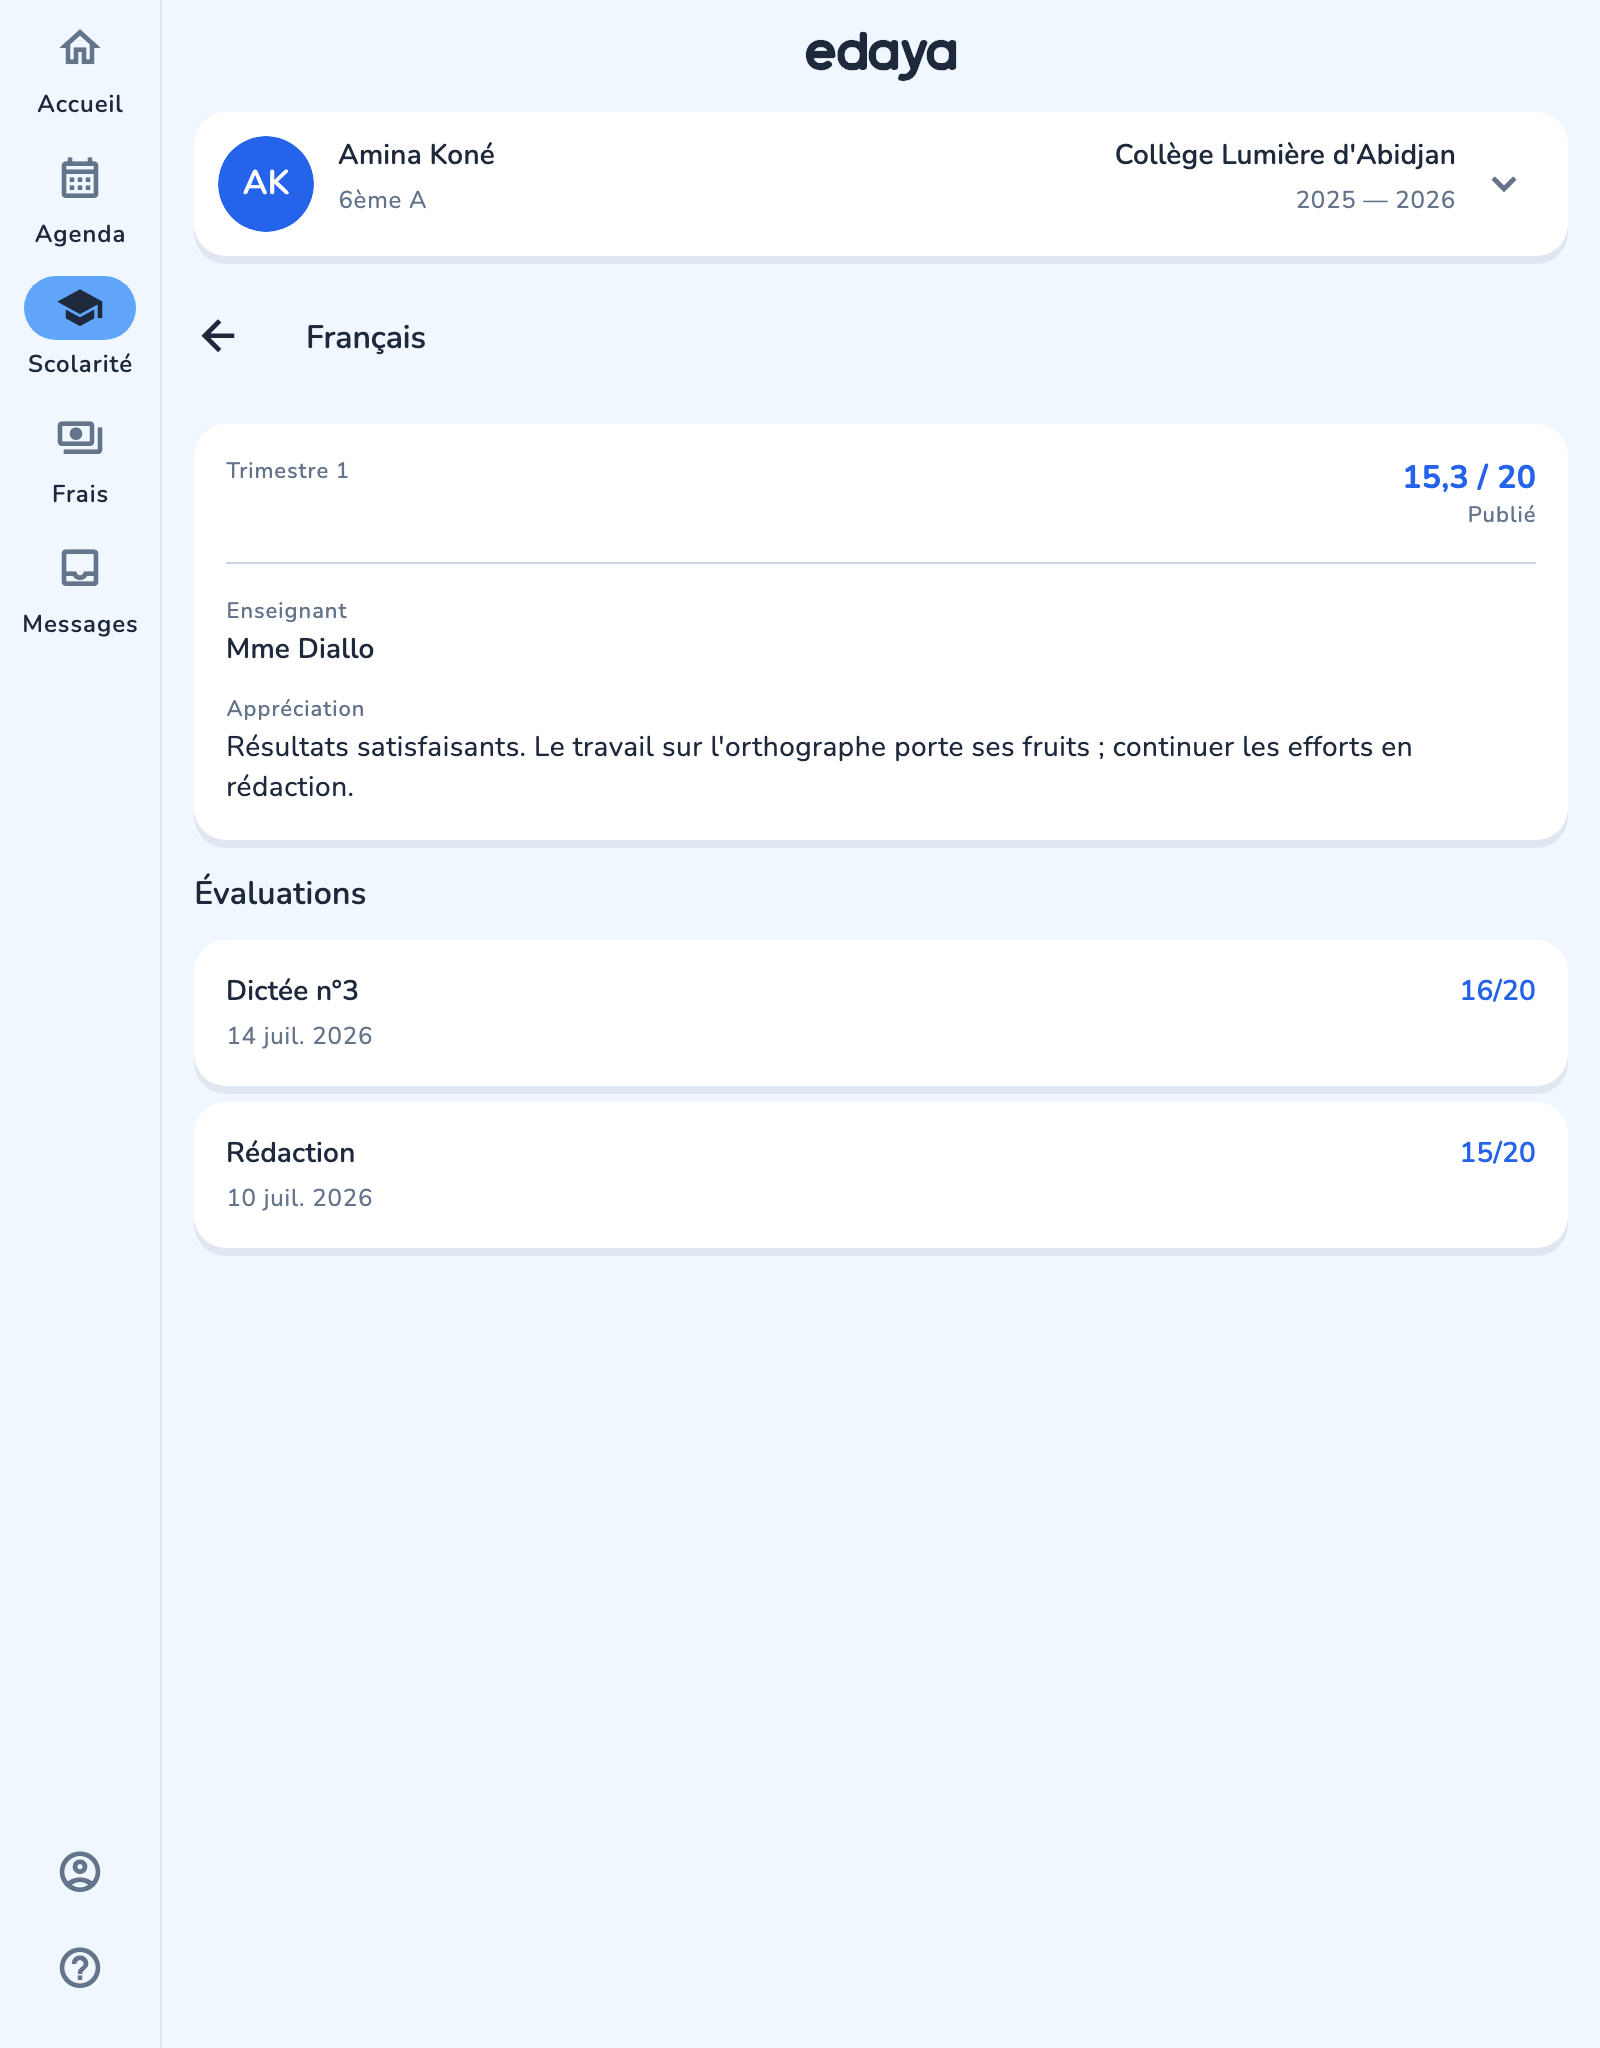 edaya
Accueil
Agenda
Scolarité
Frais
Messages
AK
Amina Koné
6ème A
Collège Lumière d'Abidjan
2025 — 2026
Français
Trimestre 1
15,3 / 20
Publié
Enseignant
Mme Diallo
Appréciation
Résultats satisfaisants. Le travail sur l'orthographe porte ses fruits ; continuer les efforts en
rédaction.
Évaluations
Dictée n°3
16/20
14 juil. 2026
Rédaction
15/20
10 juil. 2026